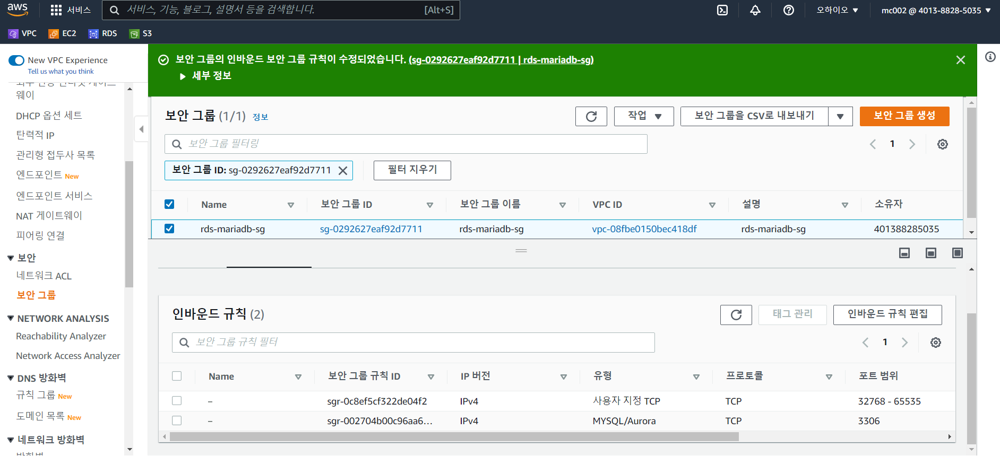 aws 서비스 서비스, 기능, 블로그, 설명서 등을 검색합니다. [Alt+S] 오하이오 ▼ mc002 @ 4013-8828-5035 ▼
VPC EC2 RDS S3
New VPC Experience
Tell us what you think
웨이
DHCP 옵션 세트
탄력적 IP
관리형 접두사 목록
엔드포인트 New
엔드포인트 서비스
NAT 게이트웨이
피어링 연결
▼ 보안
네트워크 ACL
보안 그룹
▼ NETWORK ANALYSIS
Reachability Analyzer
Network Access Analyzer
▼ DNS 방화벽
규칙 그룹 New
도메인 목록 New
▼ 네트워크 방화벽
보안 그룹의 인바운드 보안 그룹 규칙이 수정되었습니다. (sg-0292627eaf92d7711 | rds-mariadb-sg)
▶ 세부 정보
보안 그룹 (1/1) 정보 작업 ▼ 보안 그룹을 CSV로 내보내기 ▼ 보안 그룹 생성
보안 그룹 필터링 1
보안 그룹 ID: sg-0292627eaf92d7711 필터 지우기
Name 보안 그룹 ID 보안 그룹 이름 VPC ID 설명 소유자
rds-mariadb-sg sg-0292627eaf92d7711 rds-mariadb-sg vpc-08fbe0150bec418df rds-mariadb-sg 401388285035
인바운드 규칙 (2) 태그 관리 인바운드 규칙 편집
보안 그룹 규칙 필터 1
Name 보안 그룹 규칙 ID IP 버전 유형 프로토콜 포트 범위
– sgr-0c8ef5cf322de04f2 IPv4 사용자 지정 TCP TCP 32768 - 65535
– sgr-002704b00c96aa6… IPv4 MYSQL/Aurora TCP 3306